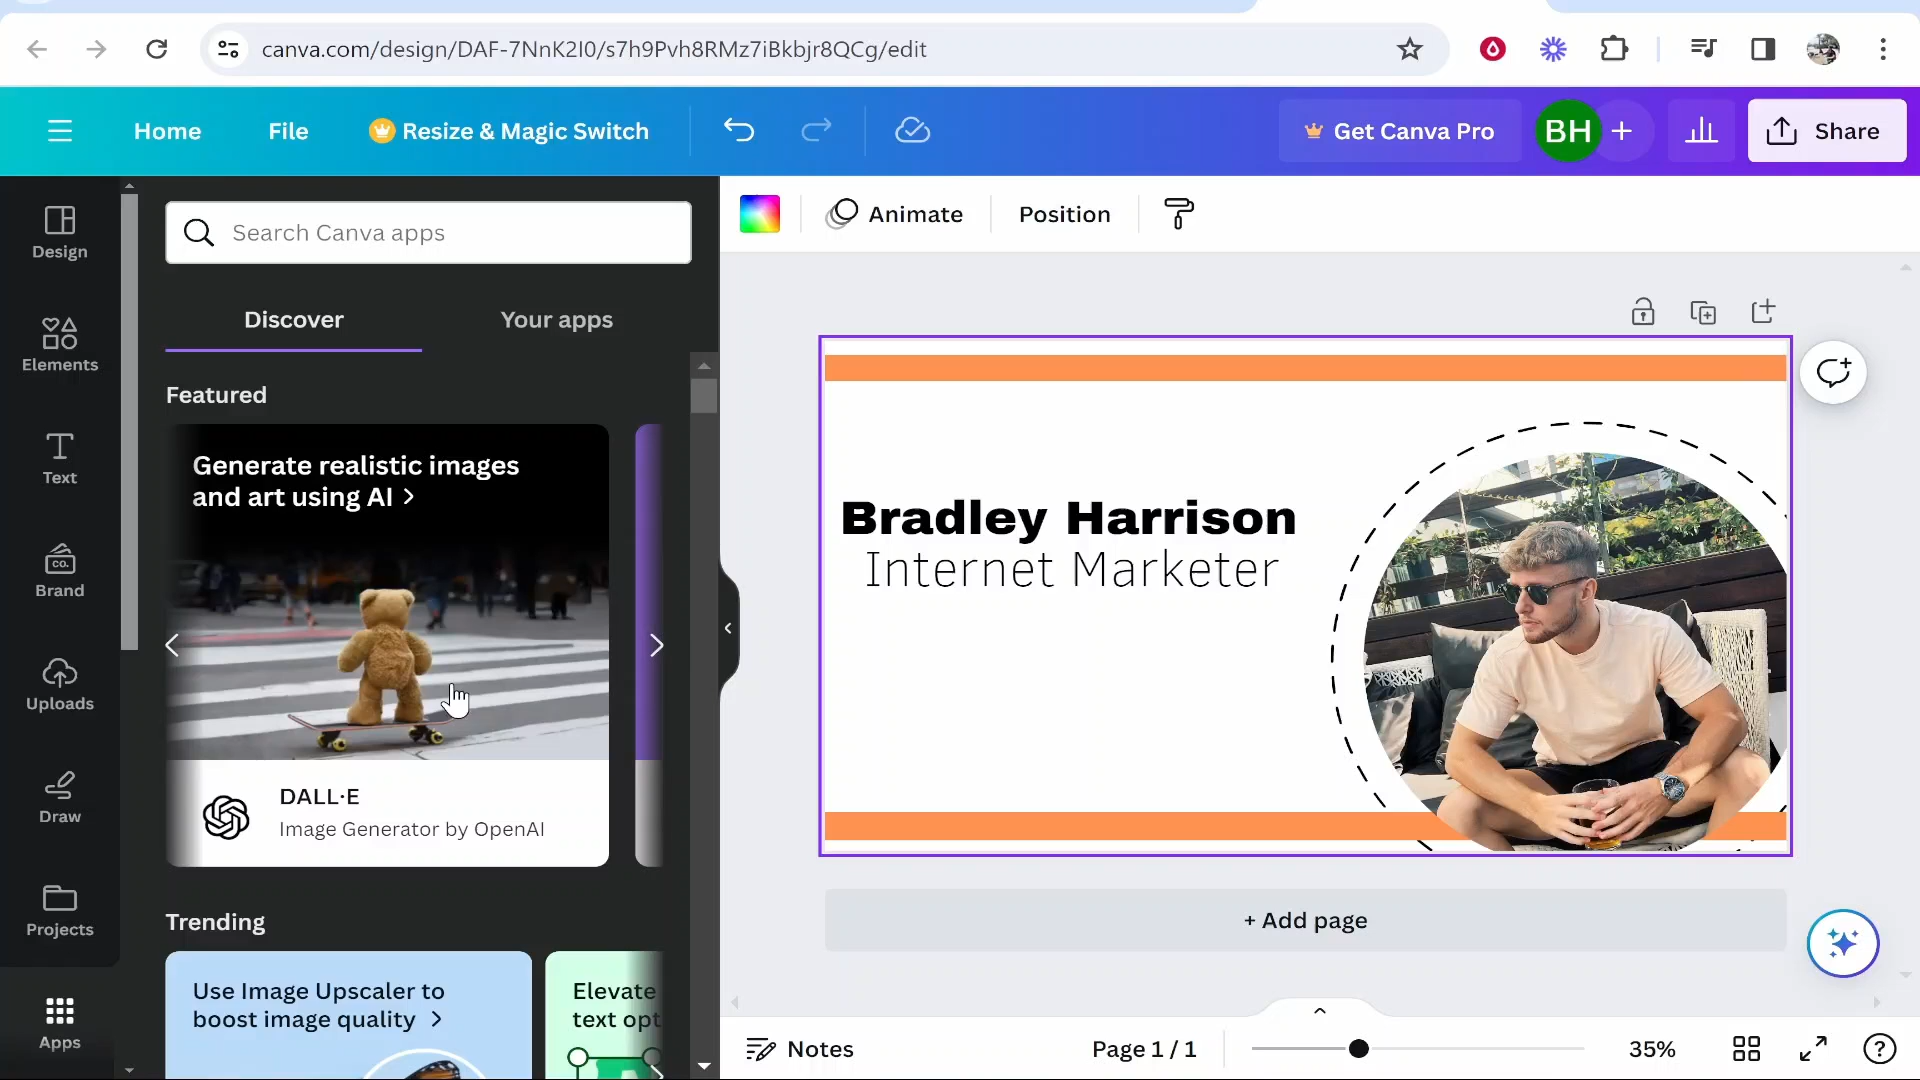 canva.com/design/DAF-7NnK2I0/s7h9Pvh8RMz7iBkbjr8QCg/edit
Home
File
Resize & Magic Switch
Get Canva Pro
BH
+
Share
Design
Elements
Text
co.
Brand
Uploads
Draw
Projects
Apps
Search Canva apps
Discover
Your apps
Featured
Generate realistic images
and art using AI
DALL·E
Image Generator by OpenAI
Trending
Use Image Upscaler to
boost image quality
Elevate
text opt
Animate
Position
Bradley Harrison
Internet Marketer
+ Add page
Notes
Page 1 / 1
35%
?